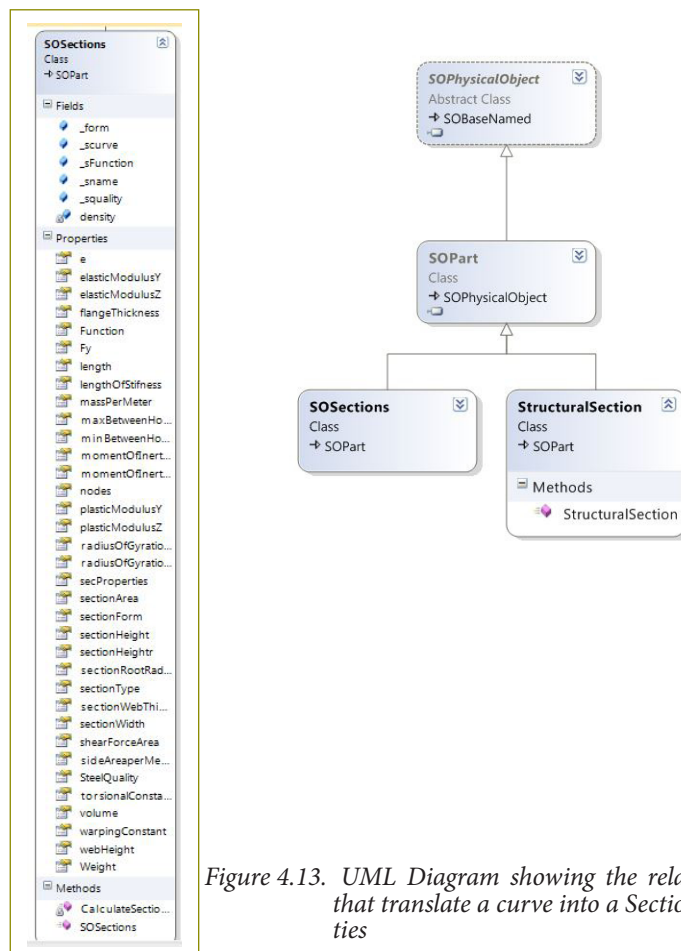 SOSections
Class
SOPart
Fields
_form
_scurve
_sFunction
_sname
_squality
density
Properties
e
elasticModulusY
elasticModulusZ
flangeThickness
Function
Fy
length
lengthOfStifness
massPerMeter
maxBetweenHo...
minBetweenHo...
momentOfInert...
momentOfInert...
nodes
plasticModulusY
plasticModulusZ
radiusOfGyratio...
radiusOfGyratio...
secProperties
sectionArea
sectionForm
sectionHeight
sectionHeightr
sectionRootRad...
sectionType
sectionWebThi...
sectionWidth
shearForceArea
sideAreaperMe...
SteelQuality
torsionalConsta...
volume
warpingConstant
webHeight
Weight
Methods
CalculateSectio...
SOSections
SOPhysicalObject
Abstract Class
SOBaseNamed
SOPart
Class
SOPhysicalObject
SOSections
Class
SOPart
StructuralSection
Class
SOPart
Methods
StructuralSection
Figure 4.13. UML Diagram showing the rela
that translate a curve into a Sectio
ties